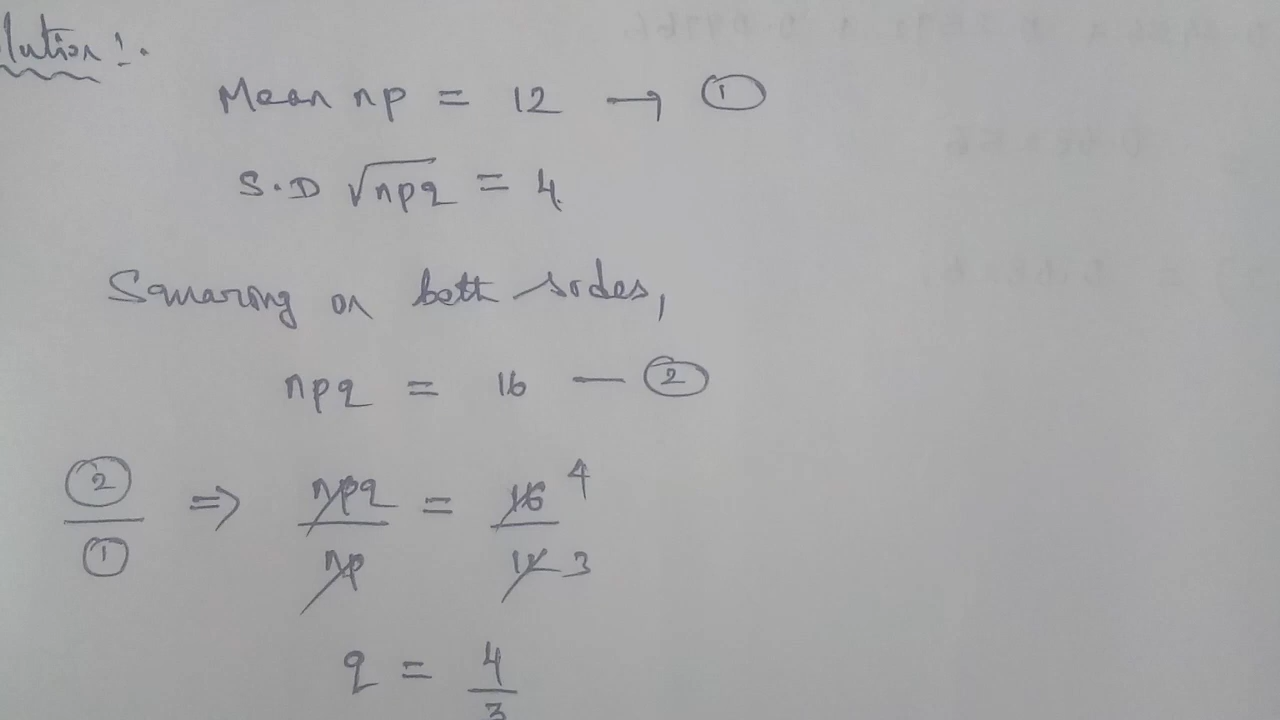 lution :-
Mean np = 12 → ①
S.D √npq = 4.
Squaring on both sides,
npq = 16 — ②
②/① ⇒ npq/np = 16/12 4/3
q = 4/3